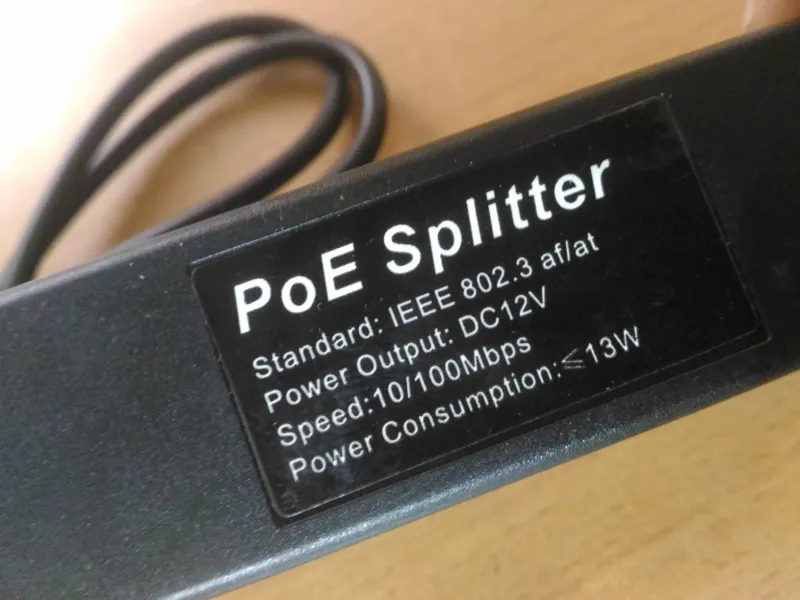 PoE Splitter
Standard: IEEE 802.3 af/at
Power Output: DC12V
Speed:10/100Mbps
Power Consumption:≤13W